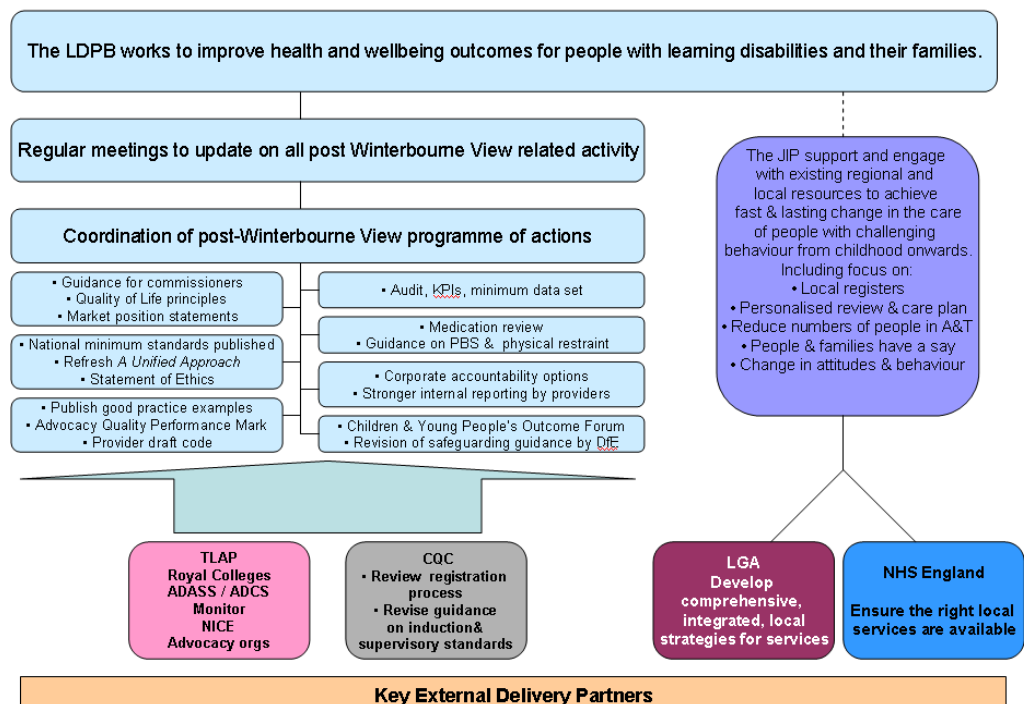 The LDPB works to improve health and wellbeing outcomes for people with learning disabilities and their families.
Regular meetings to update on all post Winterbourne View related activity
Coordination of post-Winterbourne View programme of actions
▪ Guidance for commissioners
▪ Quality of Life principles
▪ Market position statements
▪ National minimum standards published
▪ Refresh A Unified Approach
▪ Statement of Ethics
▪ Publish good practice examples
▪ Advocacy Quality Performance Mark
▪ Provider draft code
▪ Audit, KPIs, minimum data set
▪ Medication review
▪ Guidance on PBS & physical restraint
▪ Corporate accountability options
▪ Stronger internal reporting by providers
▪ Children & Young People's Outcome Forum
▪ Revision of safeguarding guidance by DfE
The JIP support and engage
with existing regional and
local resources to achieve
fast & lasting change in the care
of people with challenging
behaviour from childhood onwards.
Including focus on:
▪ Local registers
▪ Personalised review & care plan
▪ Reduce numbers of people in A&T
▪ People & families have a say
▪ Change in attitudes & behaviour
TLAP
Royal Colleges
ADASS / ADCS
Monitor
NICE
Advocacy orgs
CQC
▪ Review registration
process
▪ Revise guidance
on induction&
supervisory standards
LGA
Develop
comprehensive,
integrated, local
strategies for services
NHS England
Ensure the right local
services are available
Key External Delivery Partners